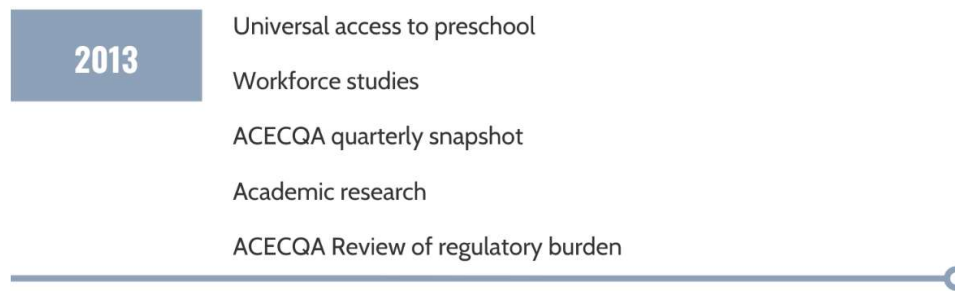 2013
Universal access to preschool
Workforce studies
ACECQA quarterly snapshot
Academic research
ACECQA Review of regulatory burden